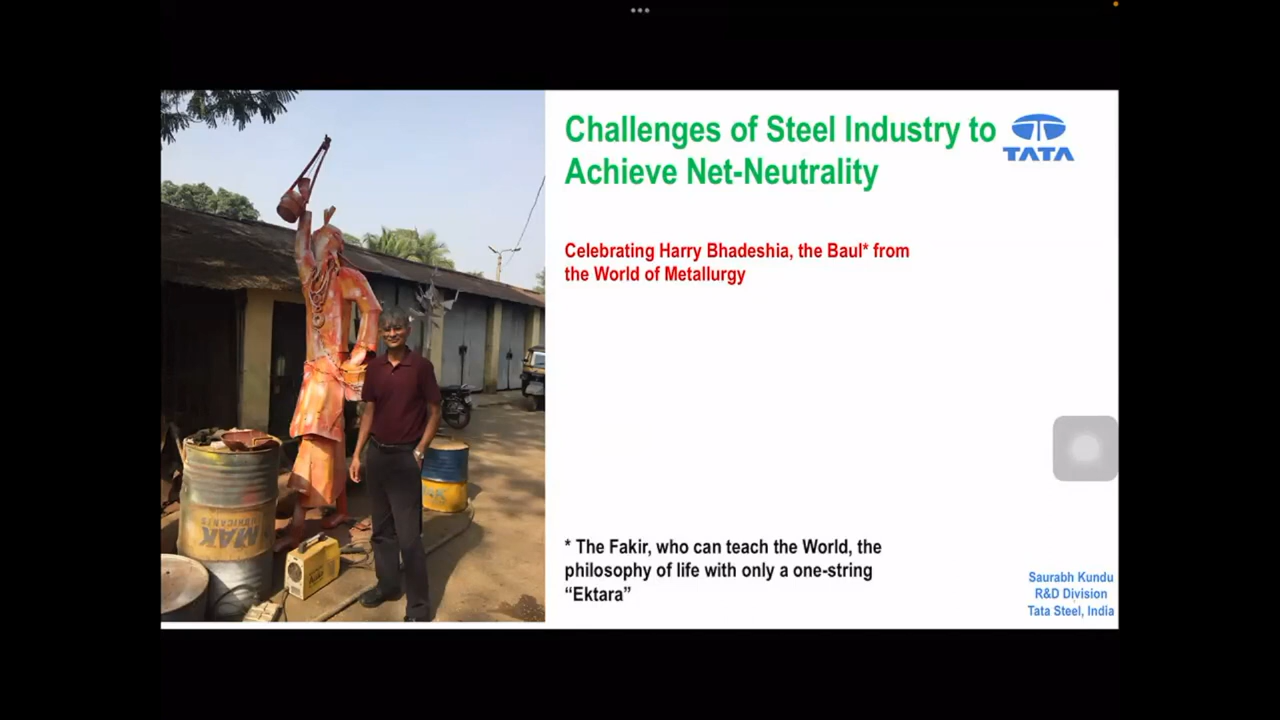 Challenges of Steel Industry to
Achieve Net-Neutrality
TATA
Celebrating Harry Bhadeshia, the Baul* from
the World of Metallurgy
* The Fakir, who can teach the World, the
philosophy of life with only a one-string
“Ektara”
Saurabh Kundu
R&D Division
Tata Steel, India
MAK